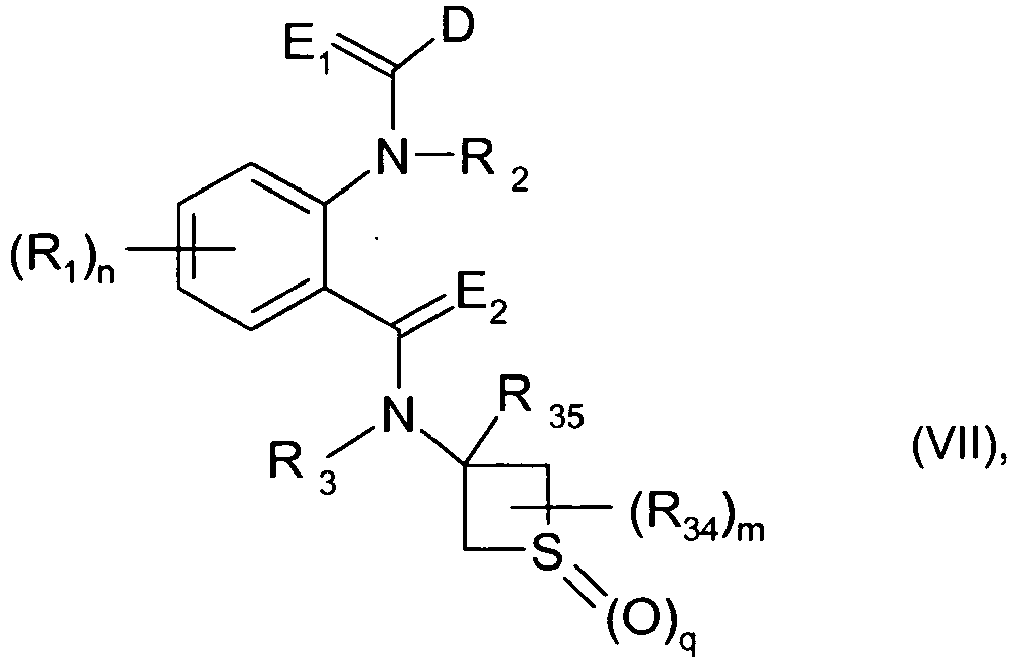 E1 D
N R2
(R1)n
E2
N R35
R3
(VII),
(R34)m
S
(O)q